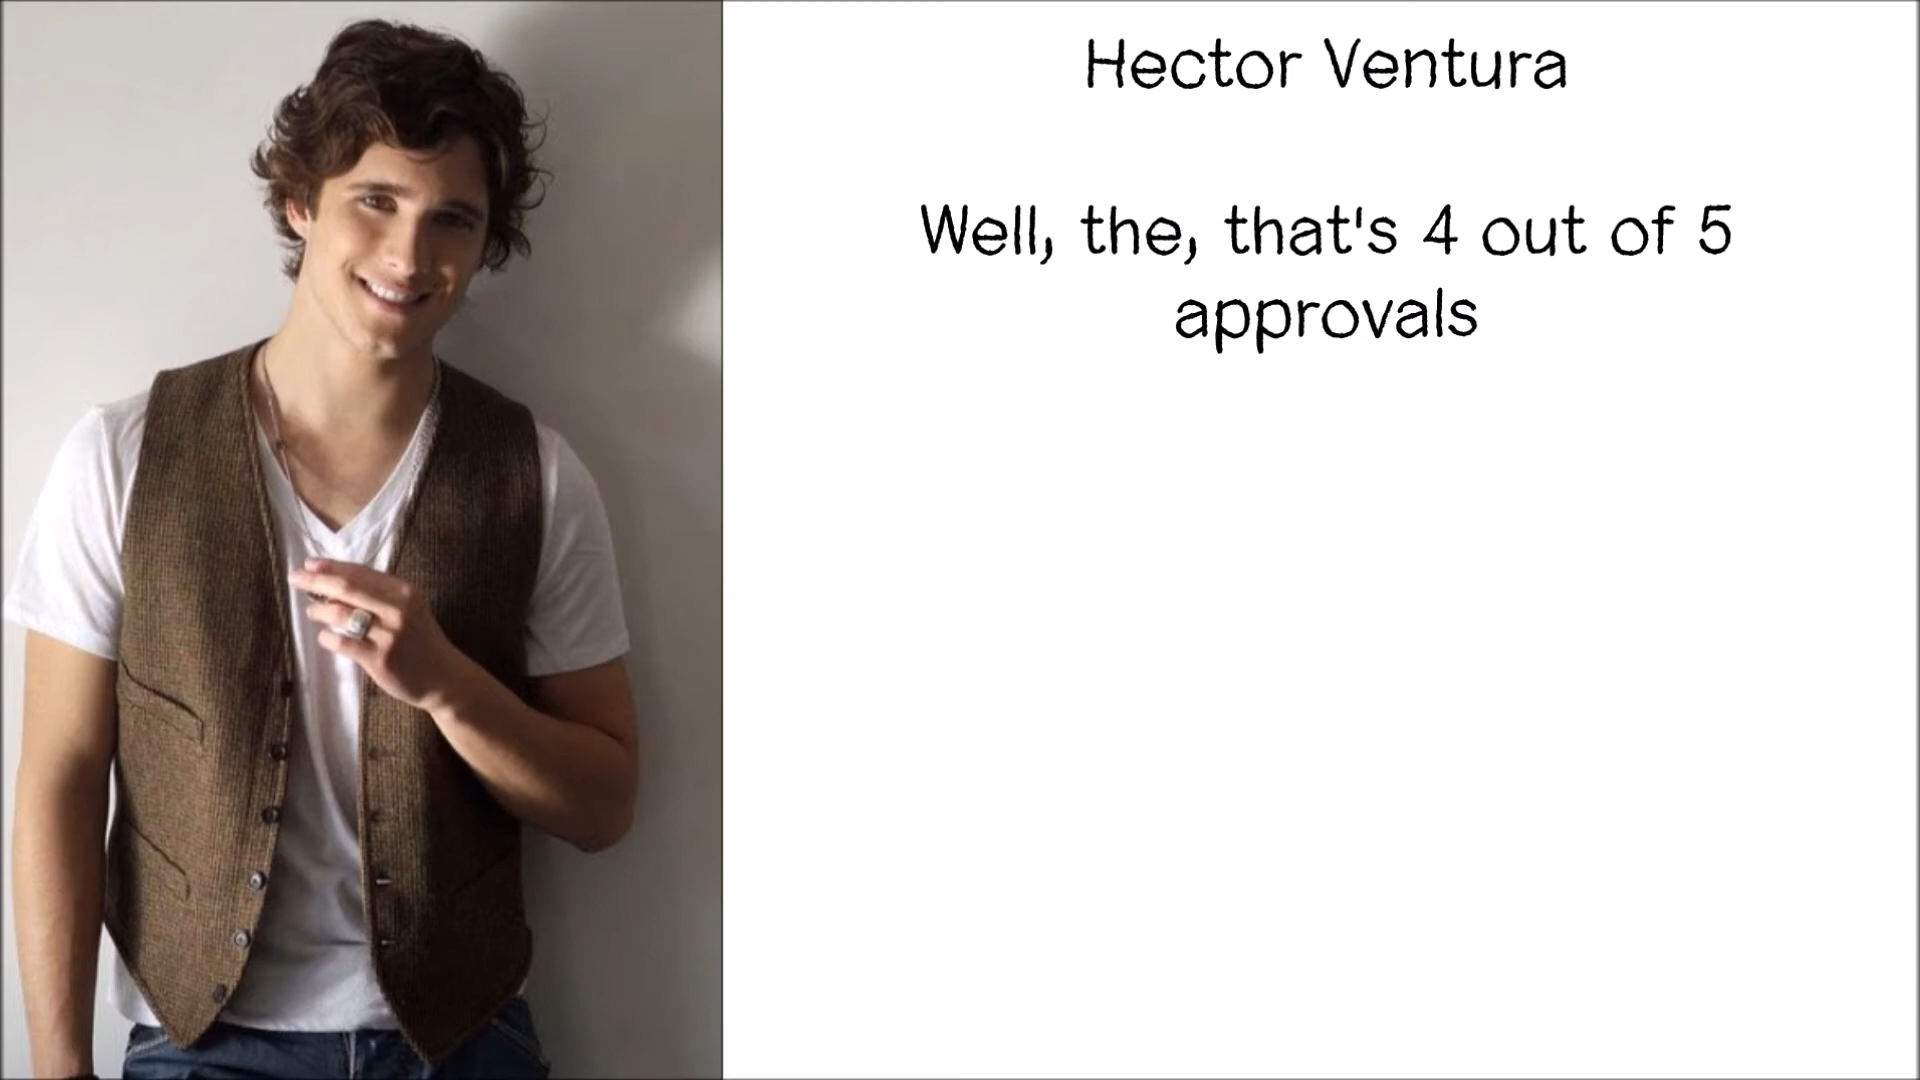 Hector Ventura
Well, the, that's 4 out of 5
approvals